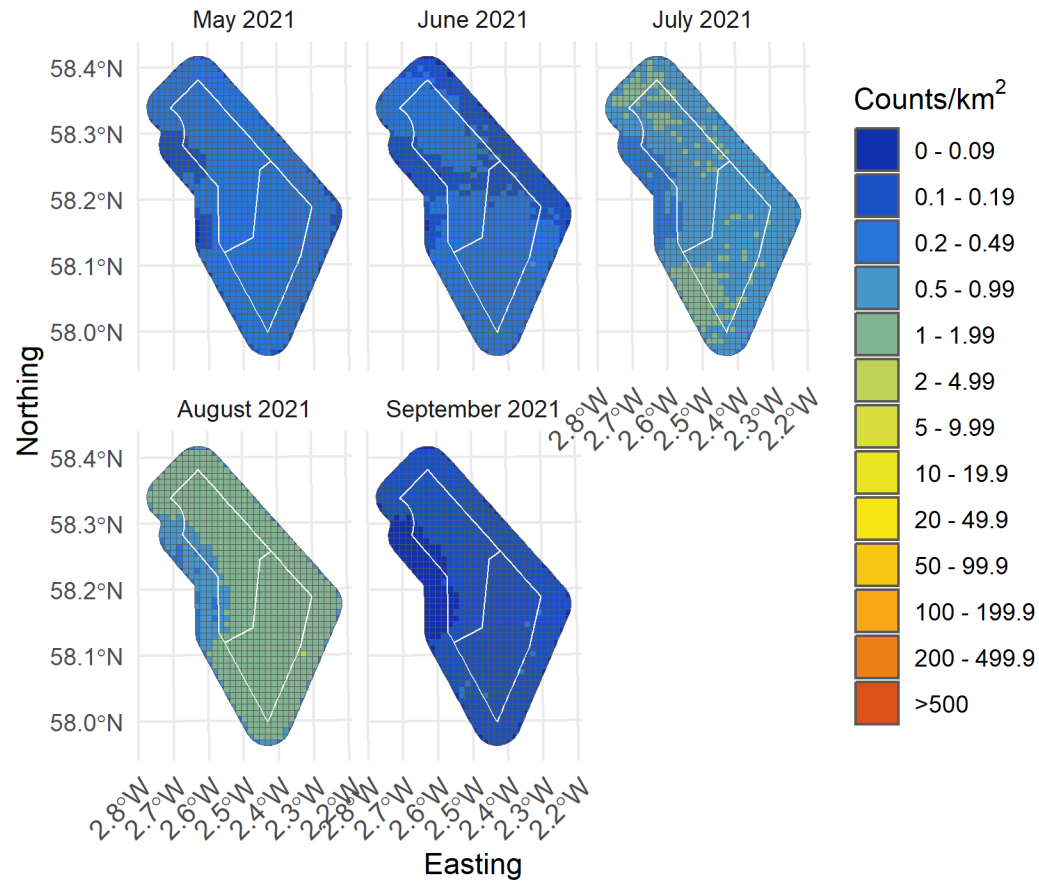 May 2021
June 2021
July 2021
58.4°N
58.3°N
58.2°N
58.1°N
58.0°N
2.8°W
2.7°W
2.6°W
2.5°W
2.4°W
2.3°W
2.2°W
August 2021
September 2021
58.4°N
58.3°N
58.2°N
58.1°N
58.0°N
2.8°W
2.7°W
2.6°W
2.5°W
2.4°W
2.3°W
2.2°W
2.8°W
2.7°W
2.6°W
2.5°W
2.4°W
2.3°W
2.2°W
Northing
Easting
Counts/km²
0 - 0.09
0.1 - 0.19
0.2 - 0.49
0.5 - 0.99
1 - 1.99
2 - 4.99
5 - 9.99
10 - 19.9
20 - 49.9
50 - 99.9
100 - 199.9
200 - 499.9
>500